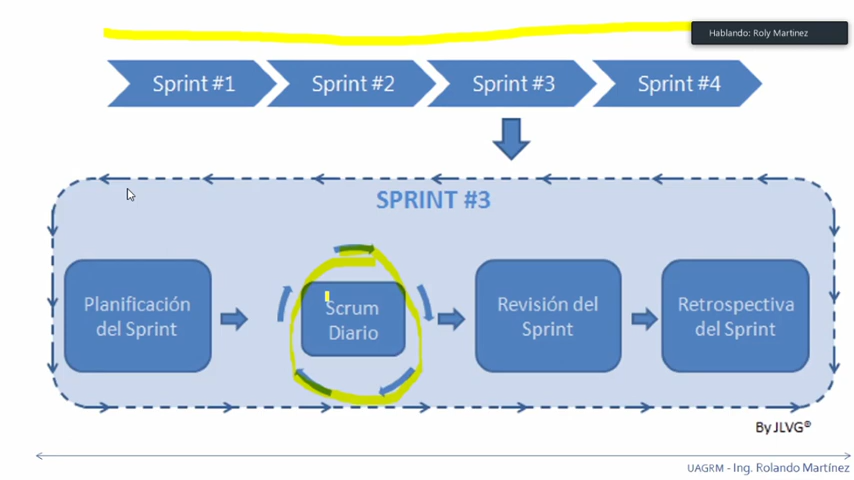 Hablando: Roly Martinez
Sprint #1
Sprint #2
Sprint #3
Sprint #4
SPRINT #3
Planificación
del Sprint
Scrum
Diario
Revisión del
Sprint
Retrospectiva
del Sprint
By JLVG®
UAGRM - Ing. Rolando Martínez